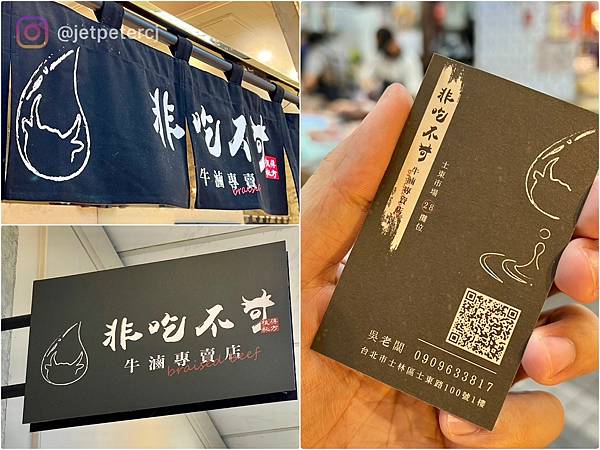 @jetpetercj
非吃不可
牛滷專賣
braised
非吃不可
牛滷專賣店
braised beef
非吃不可
牛滷專賣店
士東市場28攤位
吳老闆 0909633817
台北市士林區士東路100號1樓